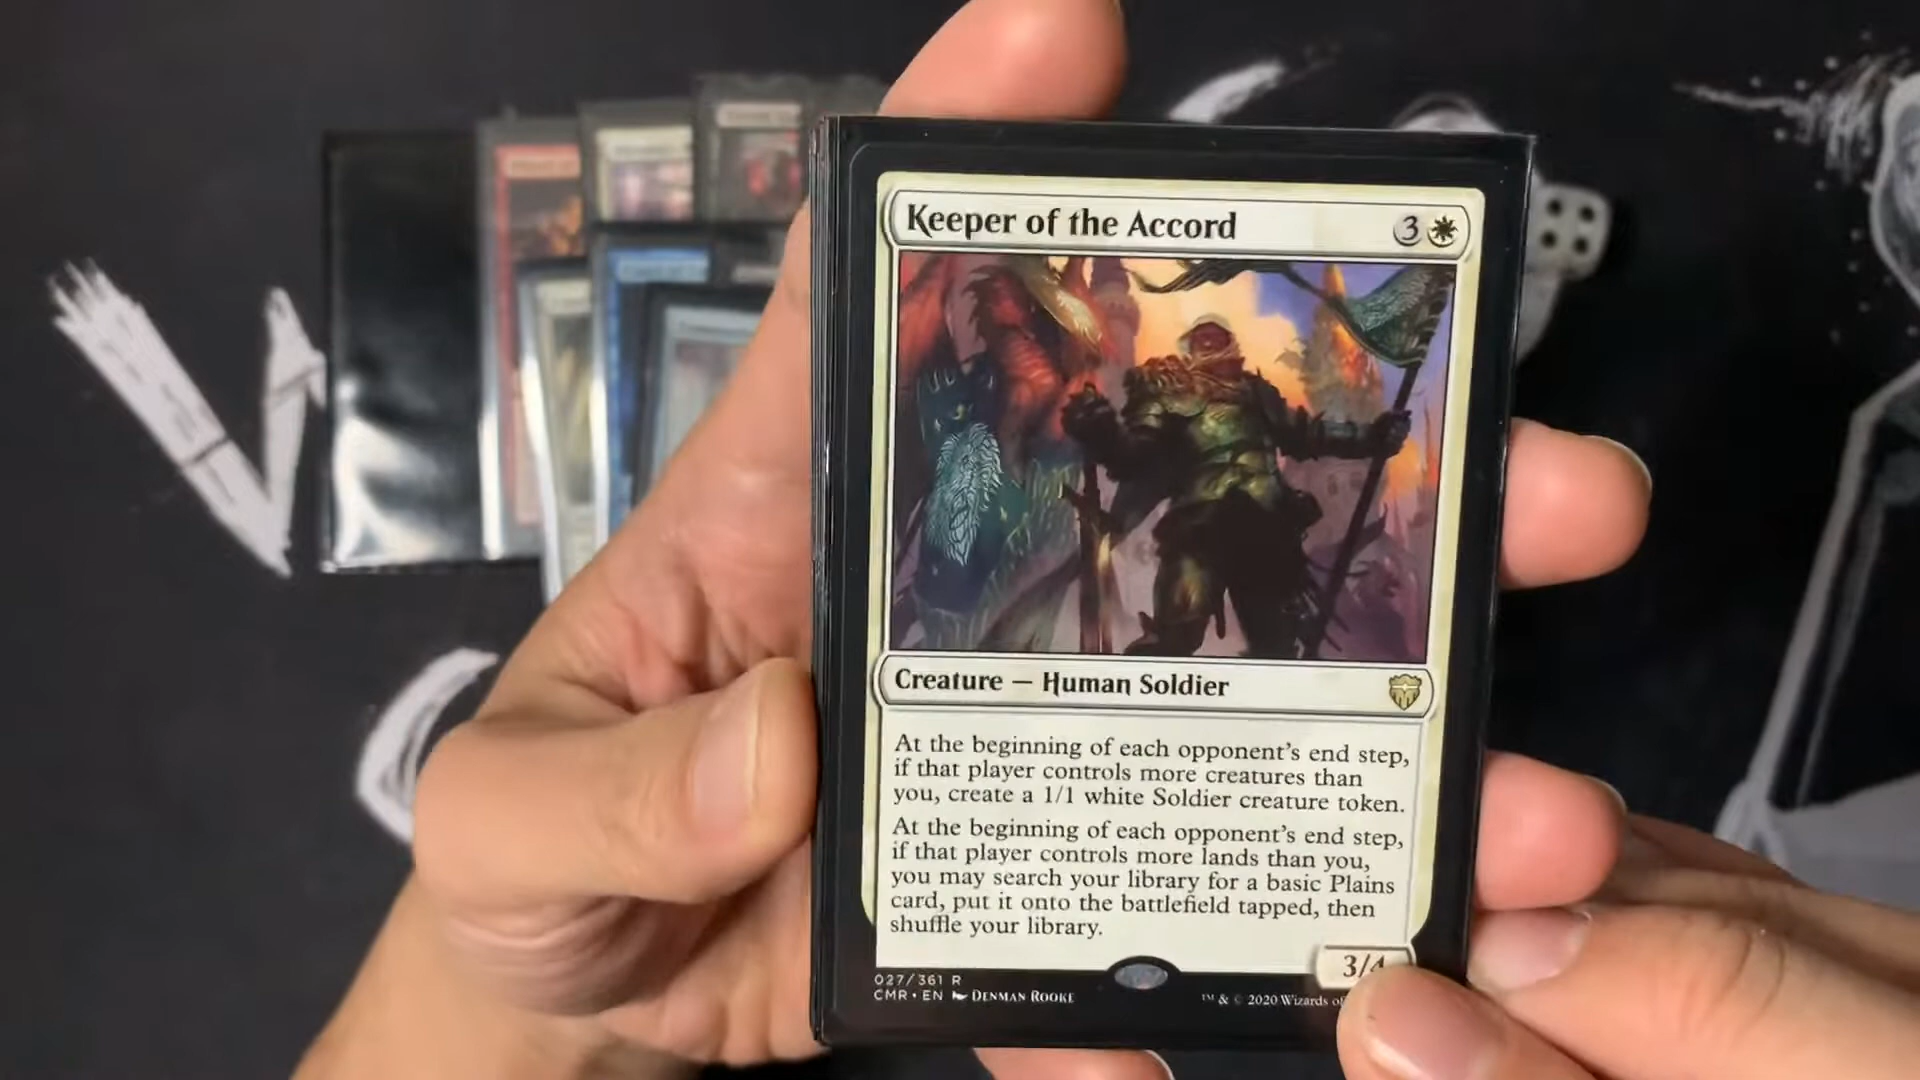 Keeper of the Accord 3
Creature — Human Soldier
At the beginning of each opponent's end step,
if that player controls more creatures than
you, create a 1/1 white Soldier creature token.
At the beginning of each opponent's end step,
if that player controls more lands than you,
you may search your library for a basic Plains
card, put it onto the battlefield tapped, then
shuffle your library.
3/4
027/361 R
CMR • EN DENMAN ROOKE
™ & © 2020 Wizards of